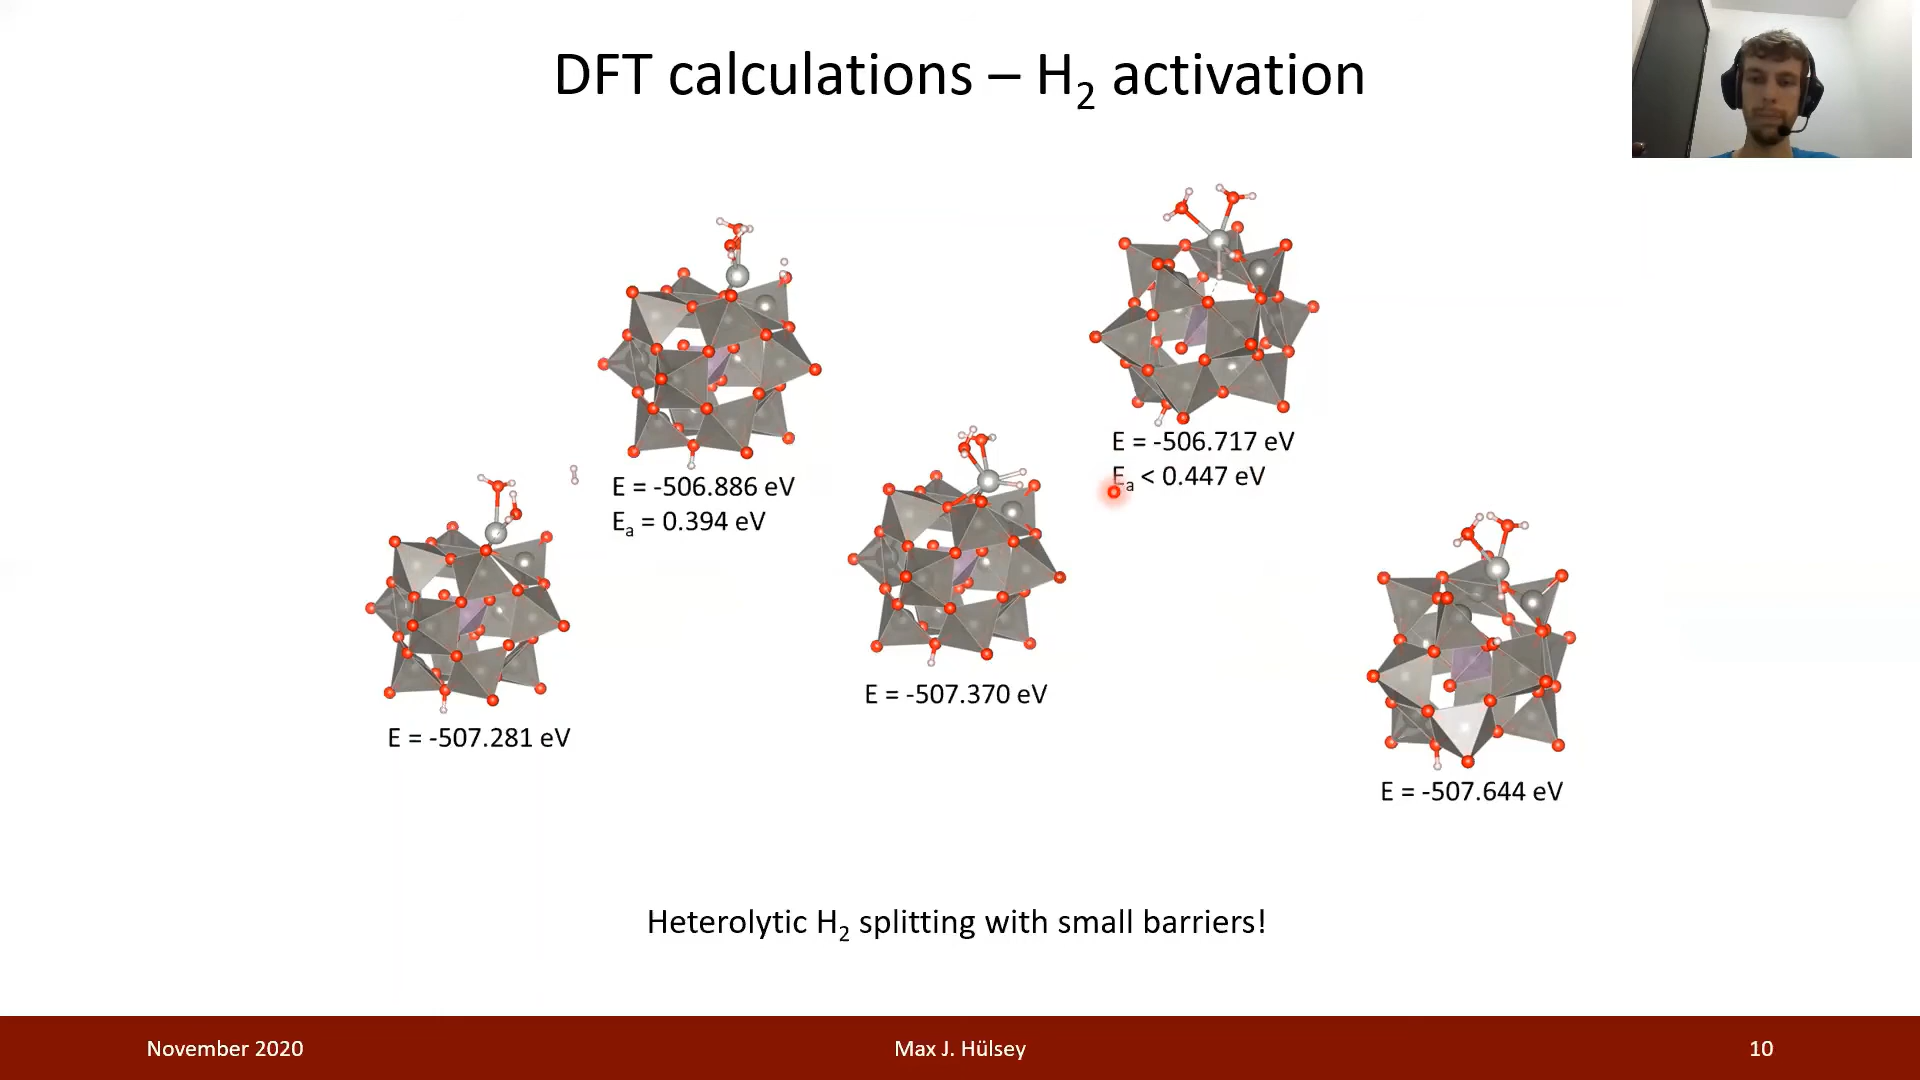 DFT calculations – H₂ activation
E = -506.717 eV
Eₐ < 0.447 eV
E = -506.886 eV
Eₐ = 0.394 eV
E = -507.370 eV
E = -507.281 eV
E = -507.644 eV
Heterolytic H₂ splitting with small barriers!
November 2020
Max J. Hülsey
10